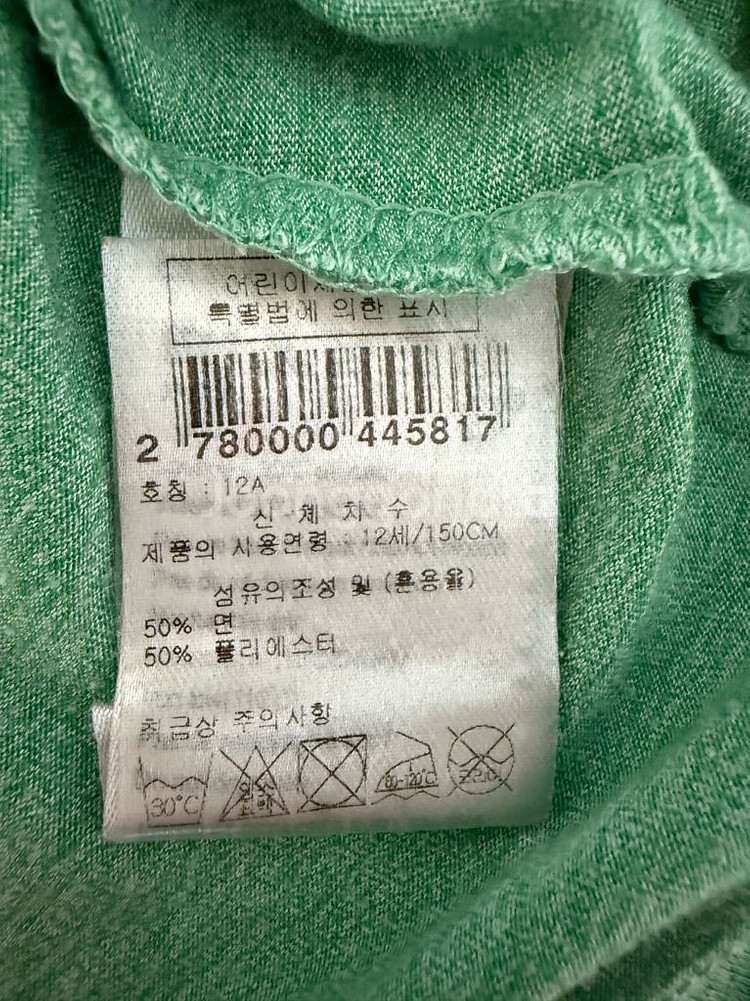 어린이제
특별법에 의한 표시
2 780000 445817
호칭 : 12A
신 체 치 수
제품의 사용연령 : 12세/150CM
섬유의조성 및 (혼용율)
50% 면
50% 폴리에스터
취급상 주의사항
30°C
80-120°C